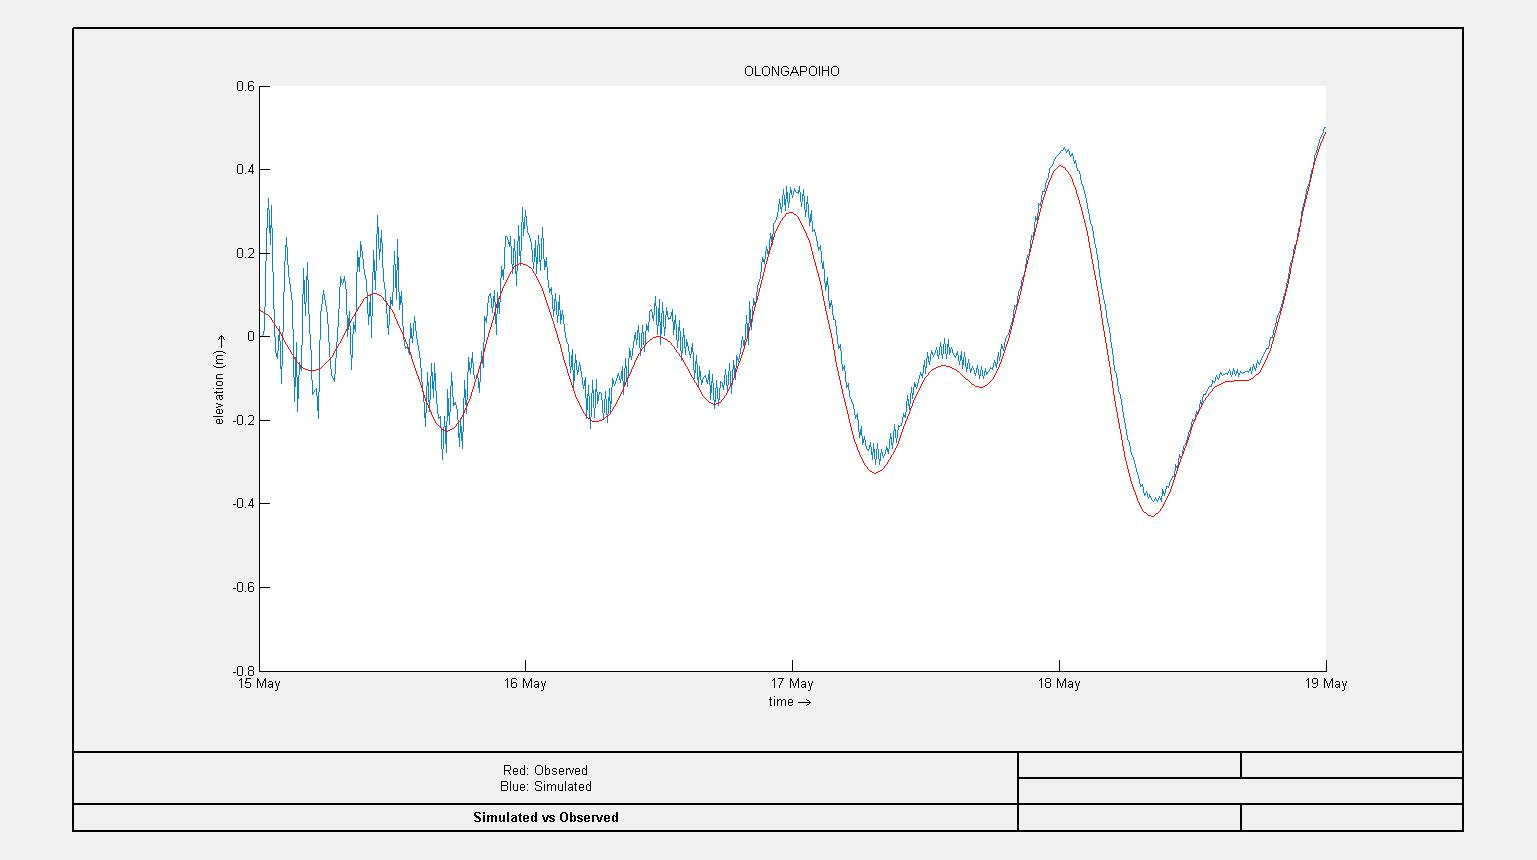 OLONGAPOIHO
0.6
0.4
0.2
0
-0.2
-0.4
-0.6
-0.8
elevation (m) →
15 May 16 May 17 May 18 May 19 May
time →
Red: Observed
Blue: Simulated
Simulated vs Observed